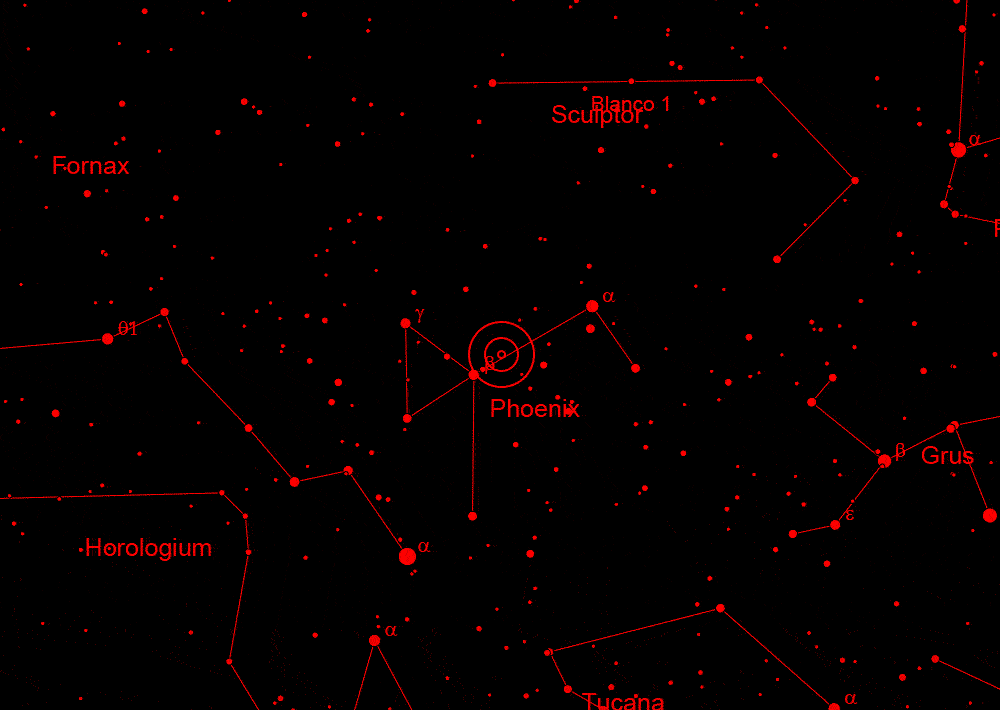 Blanco 1
Sculptor
α
Fornax
F
α
γ
θ1
β
Phoenix
β
Grus
ε
Horologium
α
α
Tucana
α